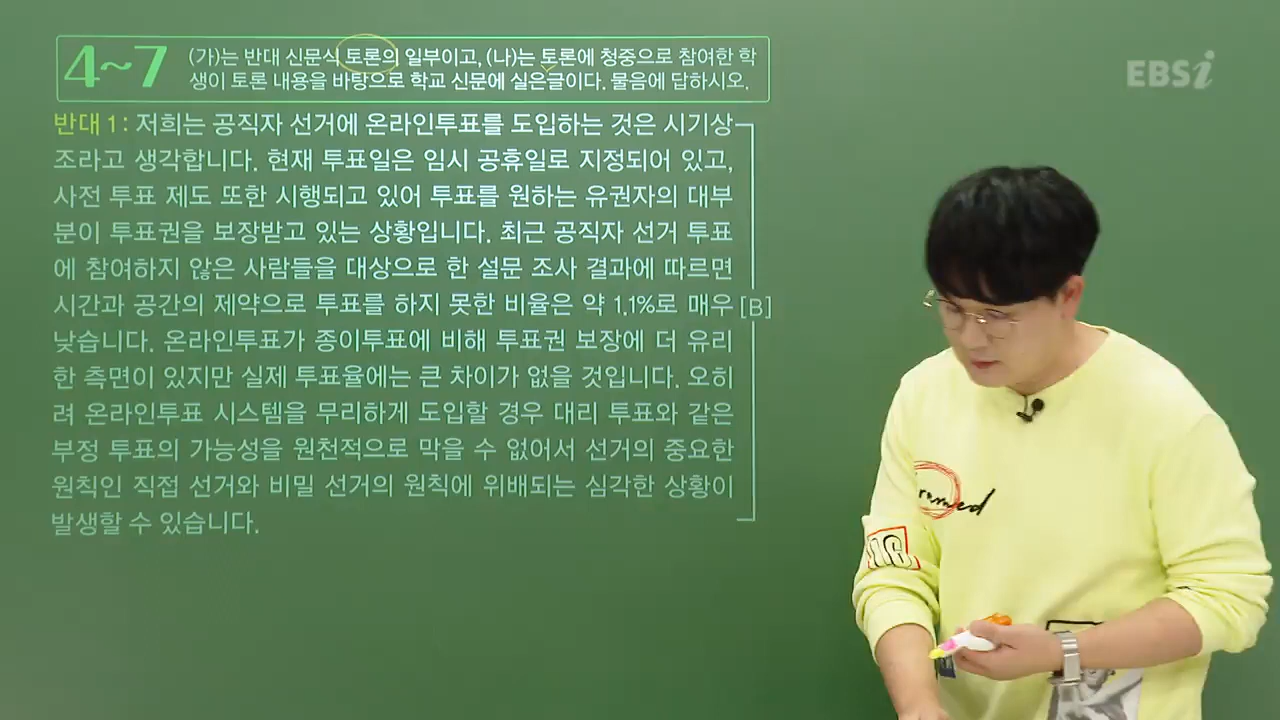 4~7 (가)는 반대 신문식 토론의 일부이고, (나)는 토론에 청중으로 참여한 학
생이 토론 내용을 바탕으로 학교 신문에 실은글이다. 물음에 답하시오.
EBSi
반대 1: 저희는 공직자 선거에 온라인투표를 도입하는 것은 시기상
조라고 생각합니다. 현재 투표일은 임시 공휴일로 지정되어 있고,
사전 투표 제도 또한 시행되고 있어 투표를 원하는 유권자의 대부
분이 투표권을 보장받고 있는 상황입니다. 최근 공직자 선거 투표
에 참여하지 않은 사람들을 대상으로 한 설문 조사 결과에 따르면
시간과 공간의 제약으로 투표를 하지 못한 비율은 약 1.1%로 매우 [B]
낮습니다. 온라인투표가 종이투표에 비해 투표권 보장에 더 유리
한 측면이 있지만 실제 투표율에는 큰 차이가 없을 것입니다. 오히
려 온라인투표 시스템을 무리하게 도입할 경우 대리 투표와 같은
부정 투표의 가능성을 원천적으로 막을 수 없어서 선거의 중요한
원칙인 직접 선거와 비밀 선거의 원칙에 위배되는 심각한 상황이
발생할 수 있습니다.
16